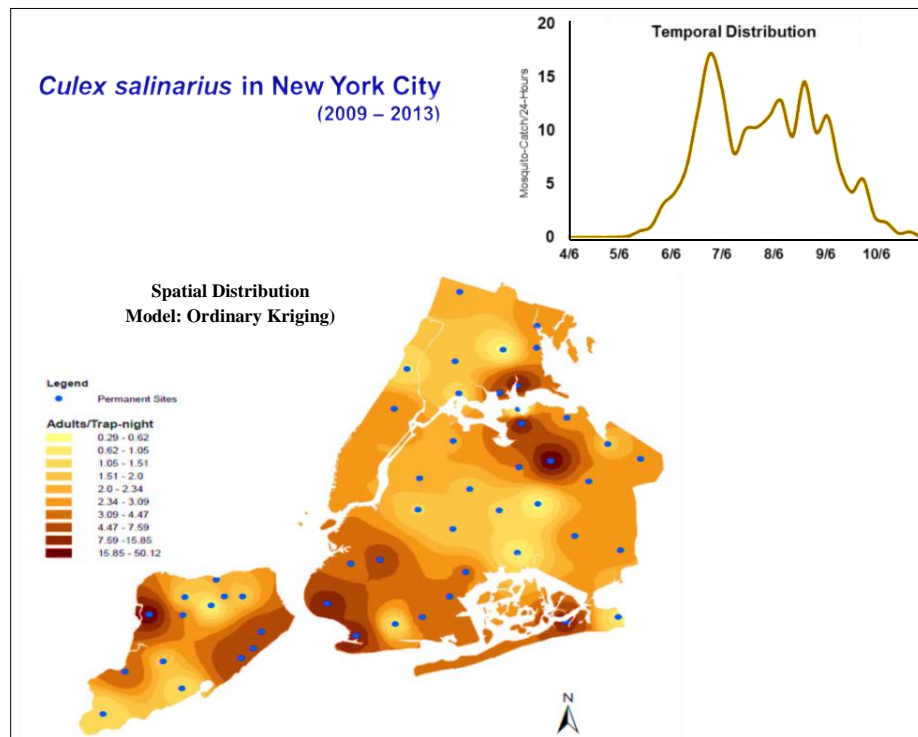 Culex salinarius in New York City
(2009 – 2013)
Temporal Distribution
Mosquito-Catch/24-Hours
20
15
10
5
0
4/6 5/6 6/6 7/6 8/6 9/6 10/6
Spatial Distribution
Model: Ordinary Kriging)
Legend
Permanent Sites
Adults/Trap-night
0.29 - 0.62
0.62 - 1.05
1.05 - 1.51
1.51 - 2.0
2.0 - 2.34
2.34 - 3.09
3.09 - 4.47
4.47 - 7.59
7.59 -15.85
15.85 - 50.12
N